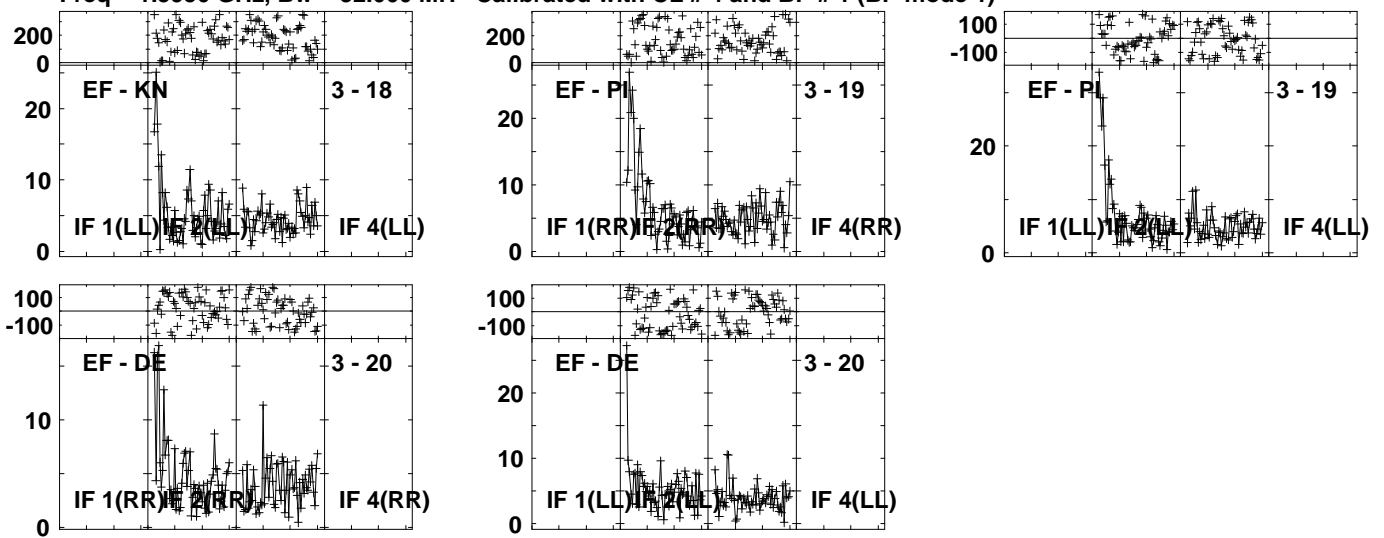 200
0
EF - KN
3 - 18
20
10
0
IF 1(LL)
IF 2(LL)
IF 4(LL)
200
0
EF - PI
3 - 19
20
10
0
IF 1(RR)
IF 2(RR)
IF 4(RR)
100
-100
EF - PI
3 - 19
20
0
IF 1(LL)
IF 2(LL)
IF 4(LL)
100
-100
EF - DE
3 - 20
10
0
IF 1(RR)
IF 2(RR)
IF 4(RR)
100
-100
EF - DE
3 - 20
20
10
0
IF 1(LL)
IF 2(LL)
IF 4(LL)